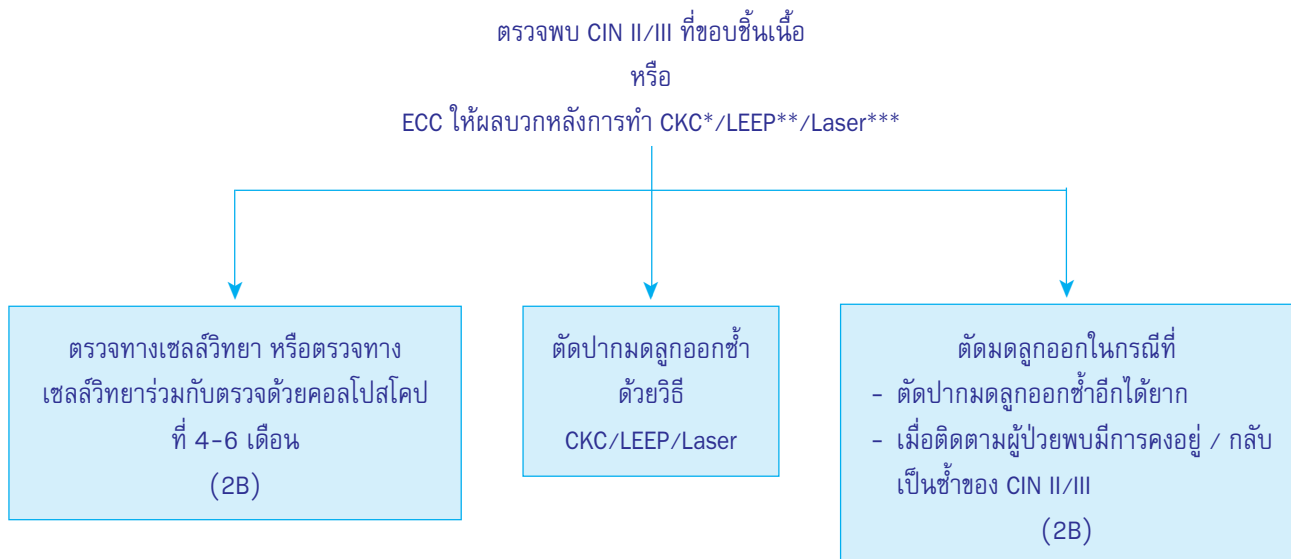 ตรวจพบ CIN II/III ที่ขอบชิ้นเนื้อ
หรือ
ECC ให้ผลบวกหลังการทำ CKC*/LEEP**/Laser***
ตรวจทางเซลล์วิทยา หรือตรวจทาง
เซลล์วิทยาร่วมกับตรวจด้วยคอลโปสโคป
ที่ 4-6 เดือน
(2B)
ตัดปากมดลูกออกซ้ำ
ด้วยวิธี
CKC/LEEP/Laser
ตัดมดลูกออกในกรณีที่
- ตัดปากมดลูกออกซ้ำอีกได้ยาก
- เมื่อติดตามผู้ป่วยพบมีการคงอยู่ / กลับ
เป็นซ้ำของ CIN II/III
(2B)